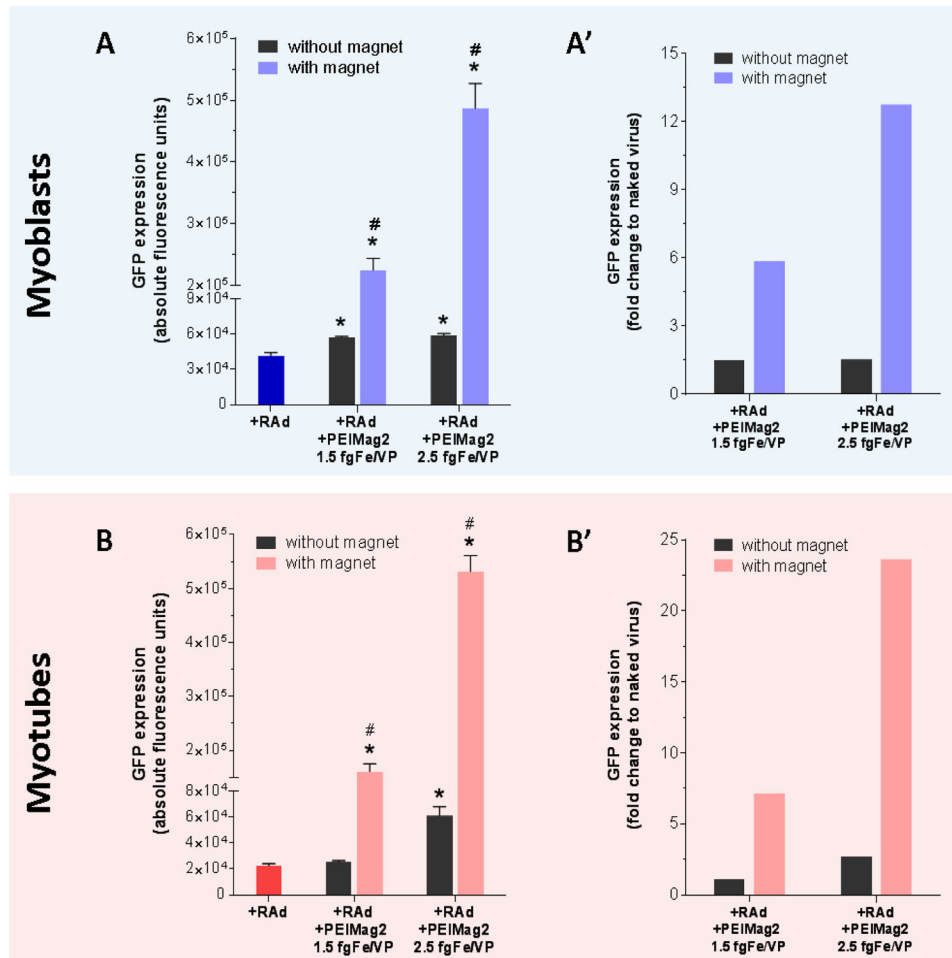 Myoblasts
A
GFP expression
(absolute fluorescence units)
6×10⁵
5×10⁵
4×10⁵
3×10⁵
2×10⁵
9×10⁴
6×10⁴
3×10⁴
0
without magnet
with magnet
#
*
#
*
*
*
+RAd
+RAd
+PEIMag2
1.5 fgFe/VP
+RAd
+PEIMag2
2.5 fgFe/VP
A’
GFP expression
(fold change to naked virus)
15
12
9
6
3
0
without magnet
with magnet
+RAd
+PEIMag2
1.5 fgFe/VP
+RAd
+PEIMag2
2.5 fgFe/VP
Myotubes
B
GFP expression
(absolute fluorescence units)
6×10⁵
5×10⁵
4×10⁵
3×10⁵
2×10⁵
8×10⁴
6×10⁴
4×10⁴
2×10⁴
0
without magnet
with magnet
#
*
#
*
*
+RAd
+RAd
+PEIMag2
1.5 fgFe/VP
+RAd
+PEIMag2
2.5 fgFe/VP
B’
GFP expression
(fold change to naked virus)
25
20
15
10
5
0
without magnet
with magnet
+RAd
+PEIMag2
1.5 fgFe/VP
+RAd
+PEIMag2
2.5 fgFe/VP